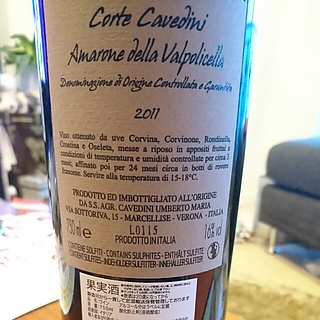 Corte Cavedini
Amarone della Valpolicella
Denominazione di Origine Controllata e Garantita
2011
Vino ottenuto da uve Corvina, Corvinone, Rondinella,
Croatina e Oseleta, messe a riposo in appositi fruttai a
condizioni di temperatura e umidità controllate per circa 3
mesi; affinato poi per 24 mesi circa in botti di rovere
francese. Servire alla temperatura di 15-18°C.
PRODOTTO ED IMBOTTIGLIATO ALL'ORIGINE
DA S.S. AGR. CAVEDINI UMBERTO MARIA
VIA SOTTORIVA, 15 - MARCELLISE - VERONA - ITALIA
750 ml L0115 16% vol
PRODOTTO IN ITALIA
CONTIENE SOLFITI - CONTAINS SULPHITES - ENTHÄLT SULFITE
果実酒